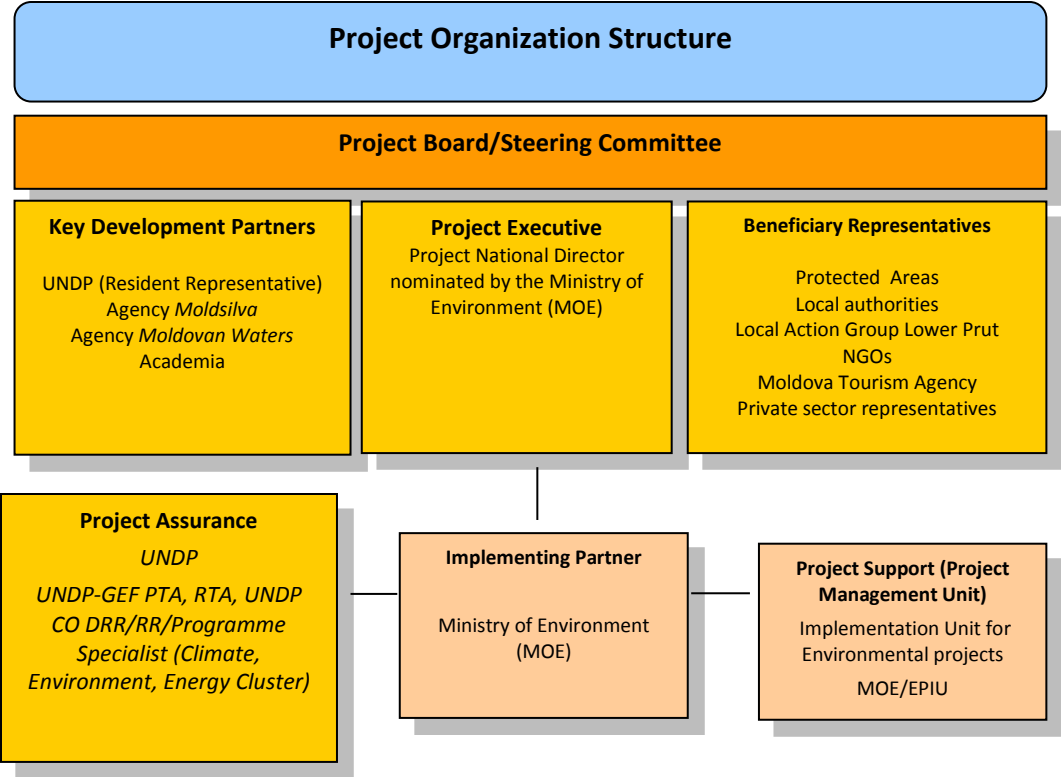 Project Organization Structure
Project Board/Steering Committee
Key Development Partners
UNDP (Resident Representative)
Agency Moldsilva
Agency Moldovan Waters
Academia
Project Executive
Project National Director
nominated by the Ministry of
Environment (MOE)
Beneficiary Representatives
Protected Areas
Local authorities
Local Action Group Lower Prut
NGOs
Moldova Tourism Agency
Private sector representatives
Project Assurance
UNDP
UNDP-GEF PTA, RTA, UNDP
CO DRR/RR/Programme
Specialist (Climate,
Environment, Energy Cluster)
Implementing Partner
Ministry of Environment
(MOE)
Project Support (Project
Management Unit)
Implementation Unit for
Environmental projects
MOE/EPIU